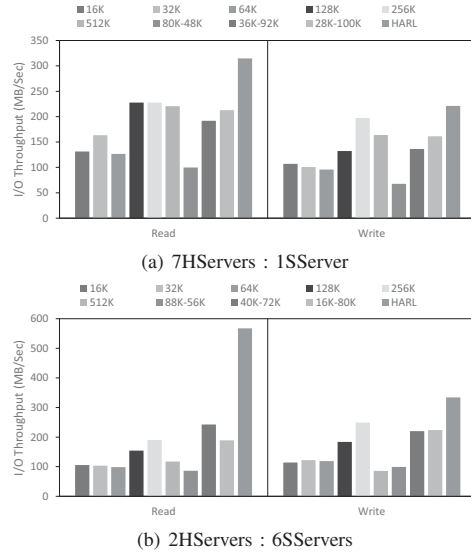 16K 32K 64K 128K 256K
512K 80K-48K 36K-92K 28K-100K HARL
350
300
250
200
150
100
50
0
I/O Throughput (MB/Sec)
Read Write
(a) 7HServers : 1SServer
16K 32K 64K 128K 256K
512K 88K-56K 40K-72K 16K-80K HARL
600
500
400
300
200
100
0
I/O Throughput (MB/Sec)
Read Write
(b) 2HServers : 6SServers